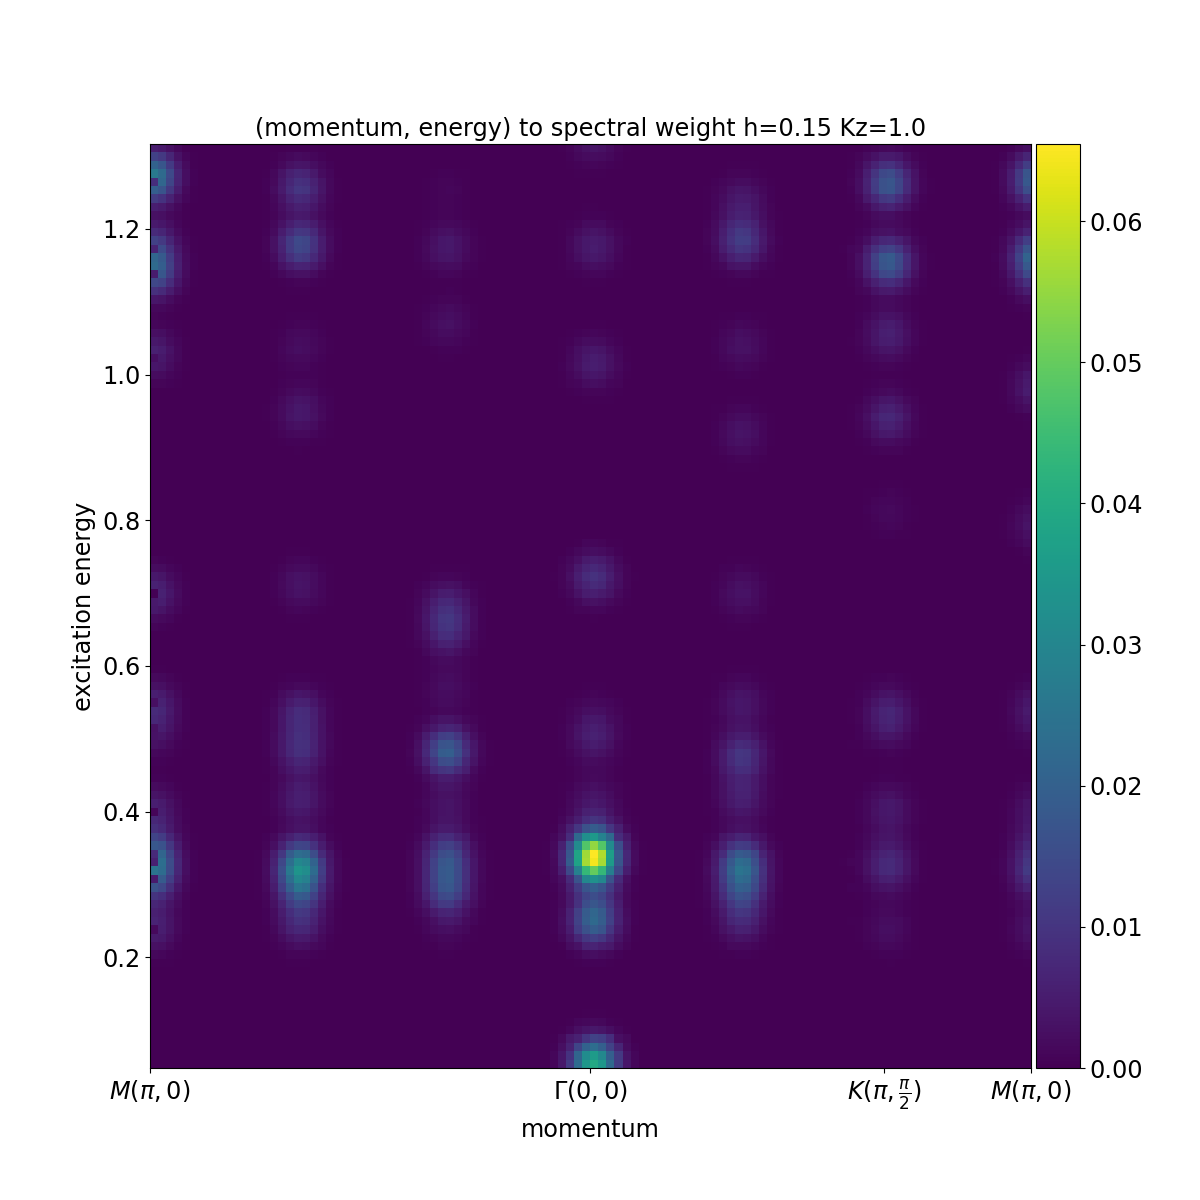 (momentum, energy) to spectral weight h=0.15 Kz=1.0
excitation energy
1.2
1.0
0.8
0.6
0.4
0.2
0.06
0.05
0.04
0.03
0.02
0.01
0.00
M(π, 0)
Γ(0, 0)
K(π, π/2)
M(π, 0)
momentum